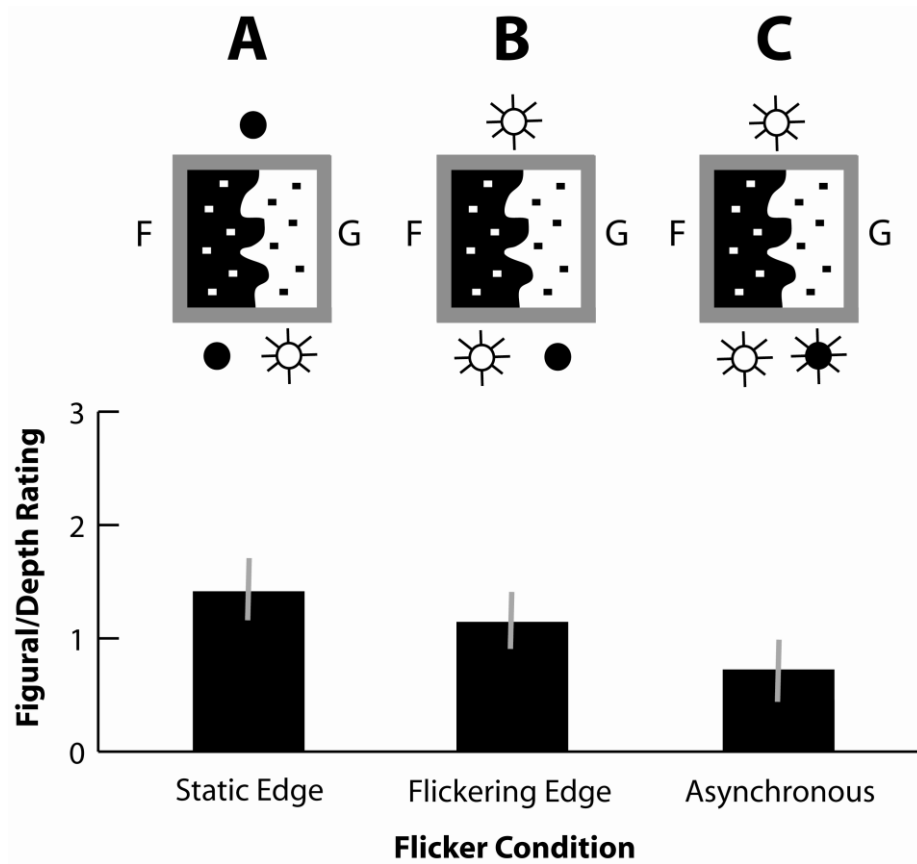 A B C
F G F G F G
3
2
1
0
Figural/Depth Rating
Static Edge Flickering Edge Asynchronous
Flicker Condition